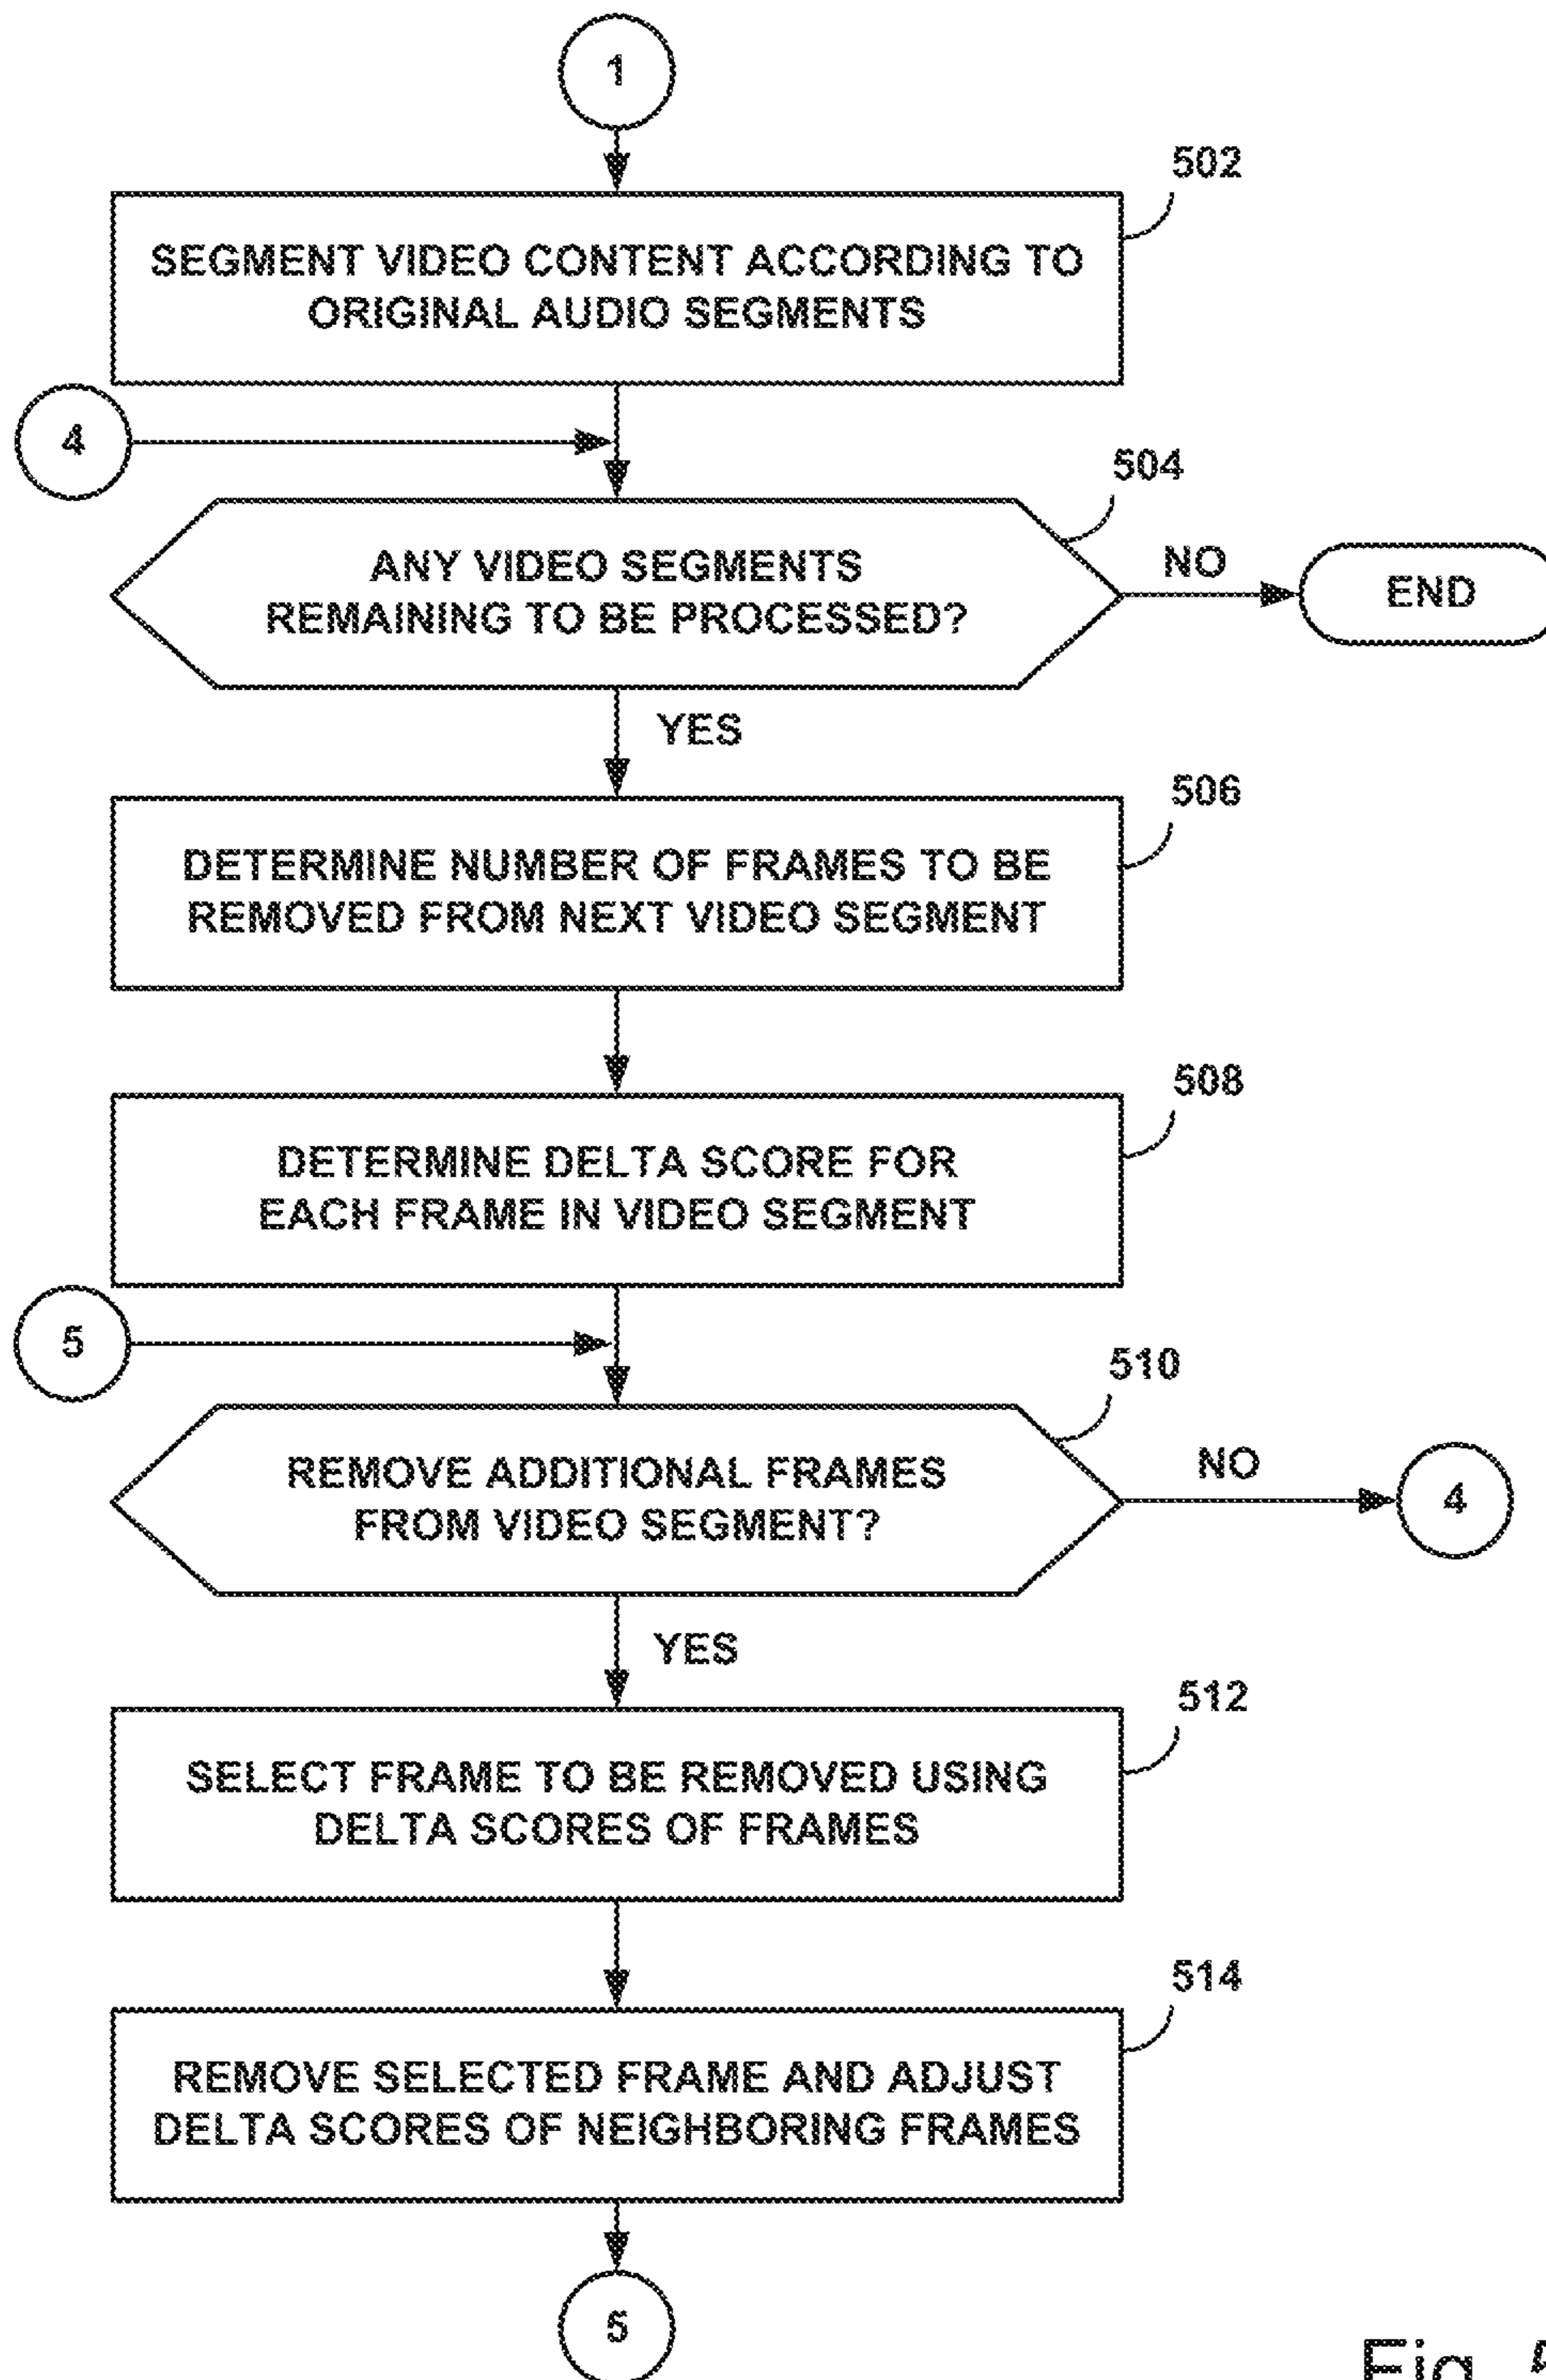 1
502
SEGMENT VIDEO CONTENT ACCORDING TO
ORIGINAL AUDIO SEGMENTS
4
504
ANY VIDEO SEGMENTS
REMAINING TO BE PROCESSED?
NO
END
YES
506
DETERMINE NUMBER OF FRAMES TO BE
REMOVED FROM NEXT VIDEO SEGMENT
508
DETERMINE DELTA SCORE FOR
EACH FRAME IN VIDEO SEGMENT
5
510
REMOVE ADDITIONAL FRAMES
FROM VIDEO SEGMENT?
NO
4
YES
512
SELECT FRAME TO BE REMOVED USING
DELTA SCORES OF FRAMES
514
REMOVE SELECTED FRAME AND ADJUST
DELTA SCORES OF NEIGHBORING FRAMES
5
Fig.